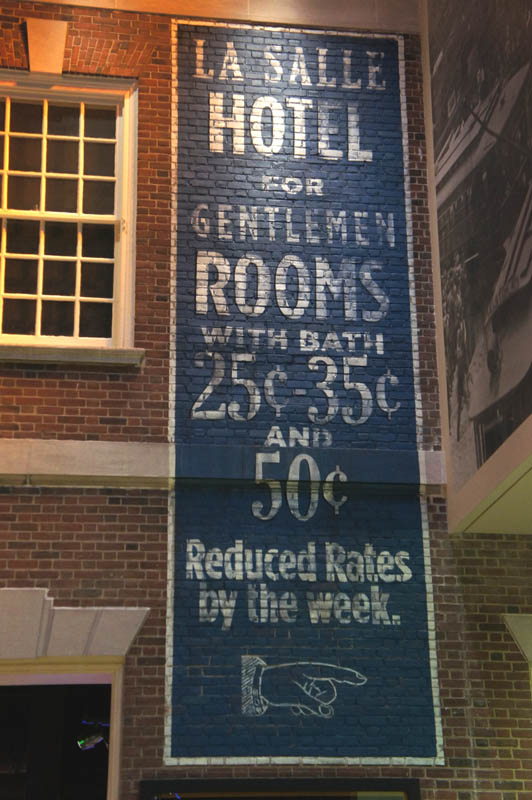 LA SALLE
HOTEL
FOR
GENTLEMEN
ROOMS
WITH BATH
25¢-35¢
AND
50¢
Reduced Rates
by the week.